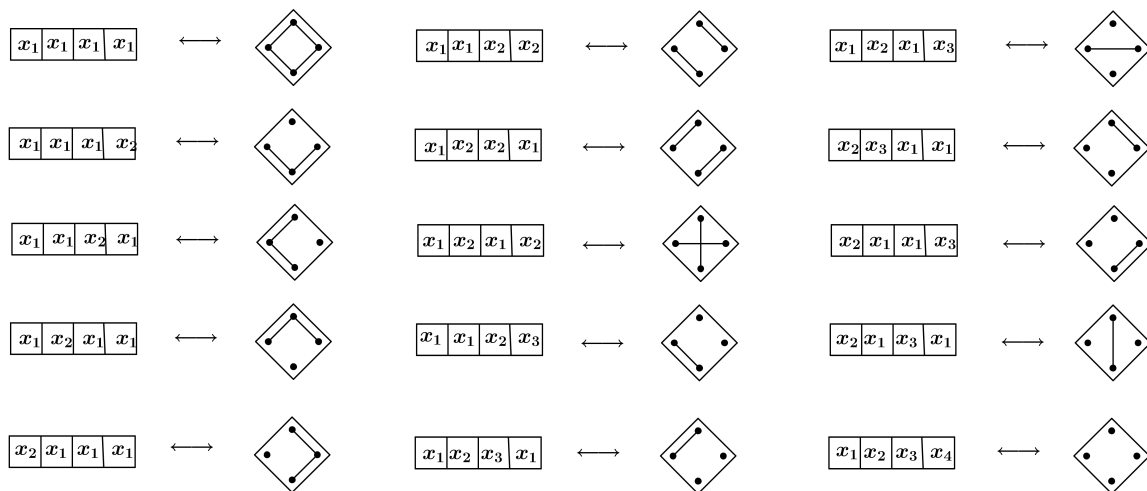 x₁ x₁ x₁ x₁ ⟷ x₁ x₁ x₂ x₂ ⟷ x₁ x₂ x₁ x₃ ⟷
x₁ x₁ x₁ x₂ ⟷ x₁ x₂ x₂ x₁ ⟷ x₂ x₃ x₁ x₁ ⟷
x₁ x₁ x₂ x₁ ⟷ x₁ x₂ x₁ x₂ ⟷ x₂ x₁ x₁ x₃ ⟷
x₁ x₂ x₁ x₁ ⟷ x₁ x₁ x₂ x₃ ⟷ x₂ x₁ x₃ x₁ ⟷
x₂ x₁ x₁ x₁ ⟷ x₁ x₂ x₃ x₁ ⟷ x₁ x₂ x₃ x₄ ⟷